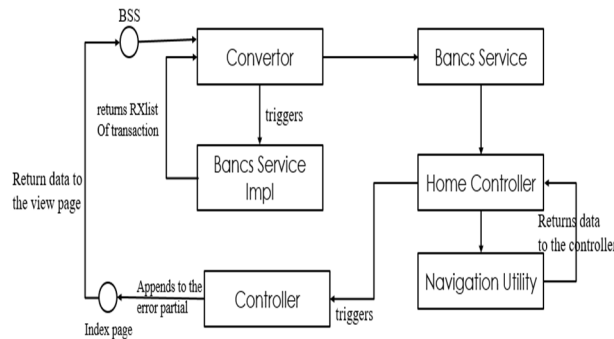 BSS
Convertor
Bancs Service
returns RXlist
Of transaction
triggers
Bancs Service
Impl
Home Controller
Return data to
the view page
Returns data
to the controller
Navigation Utility
Appends to the
error partial
Controller
triggers
Index page